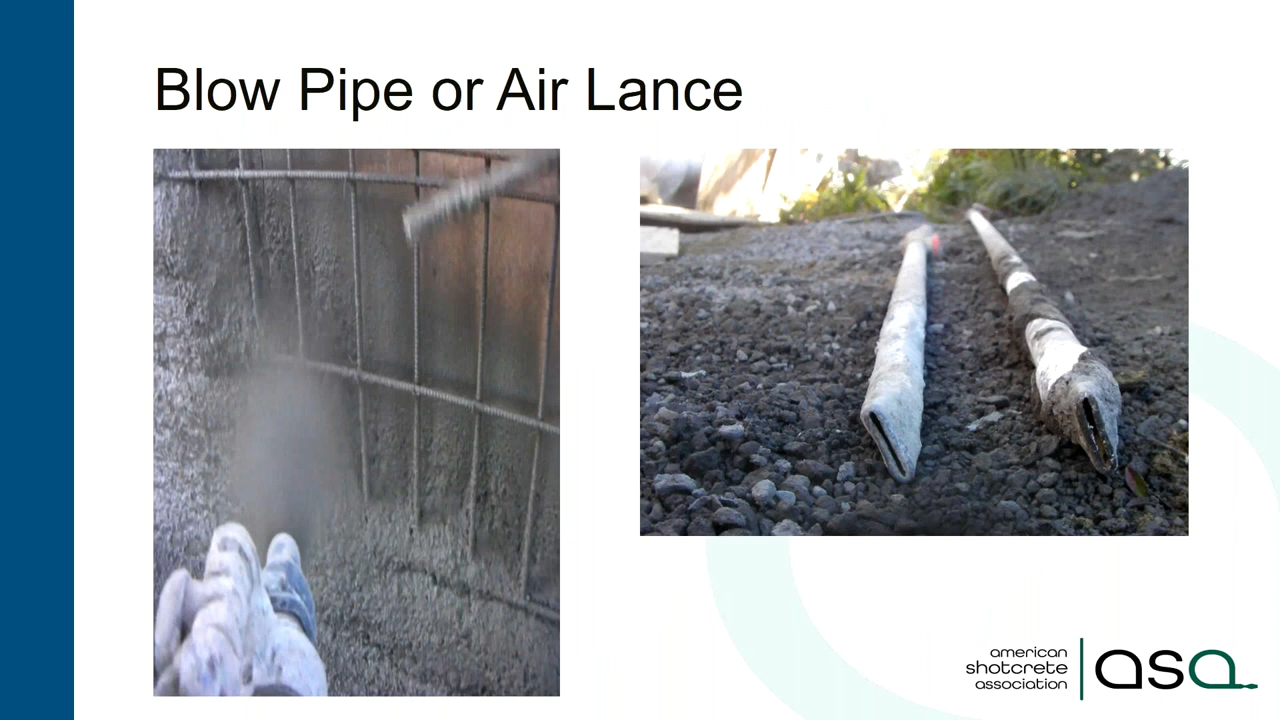 Blow Pipe or Air Lance
american
shotcrete
association
asa